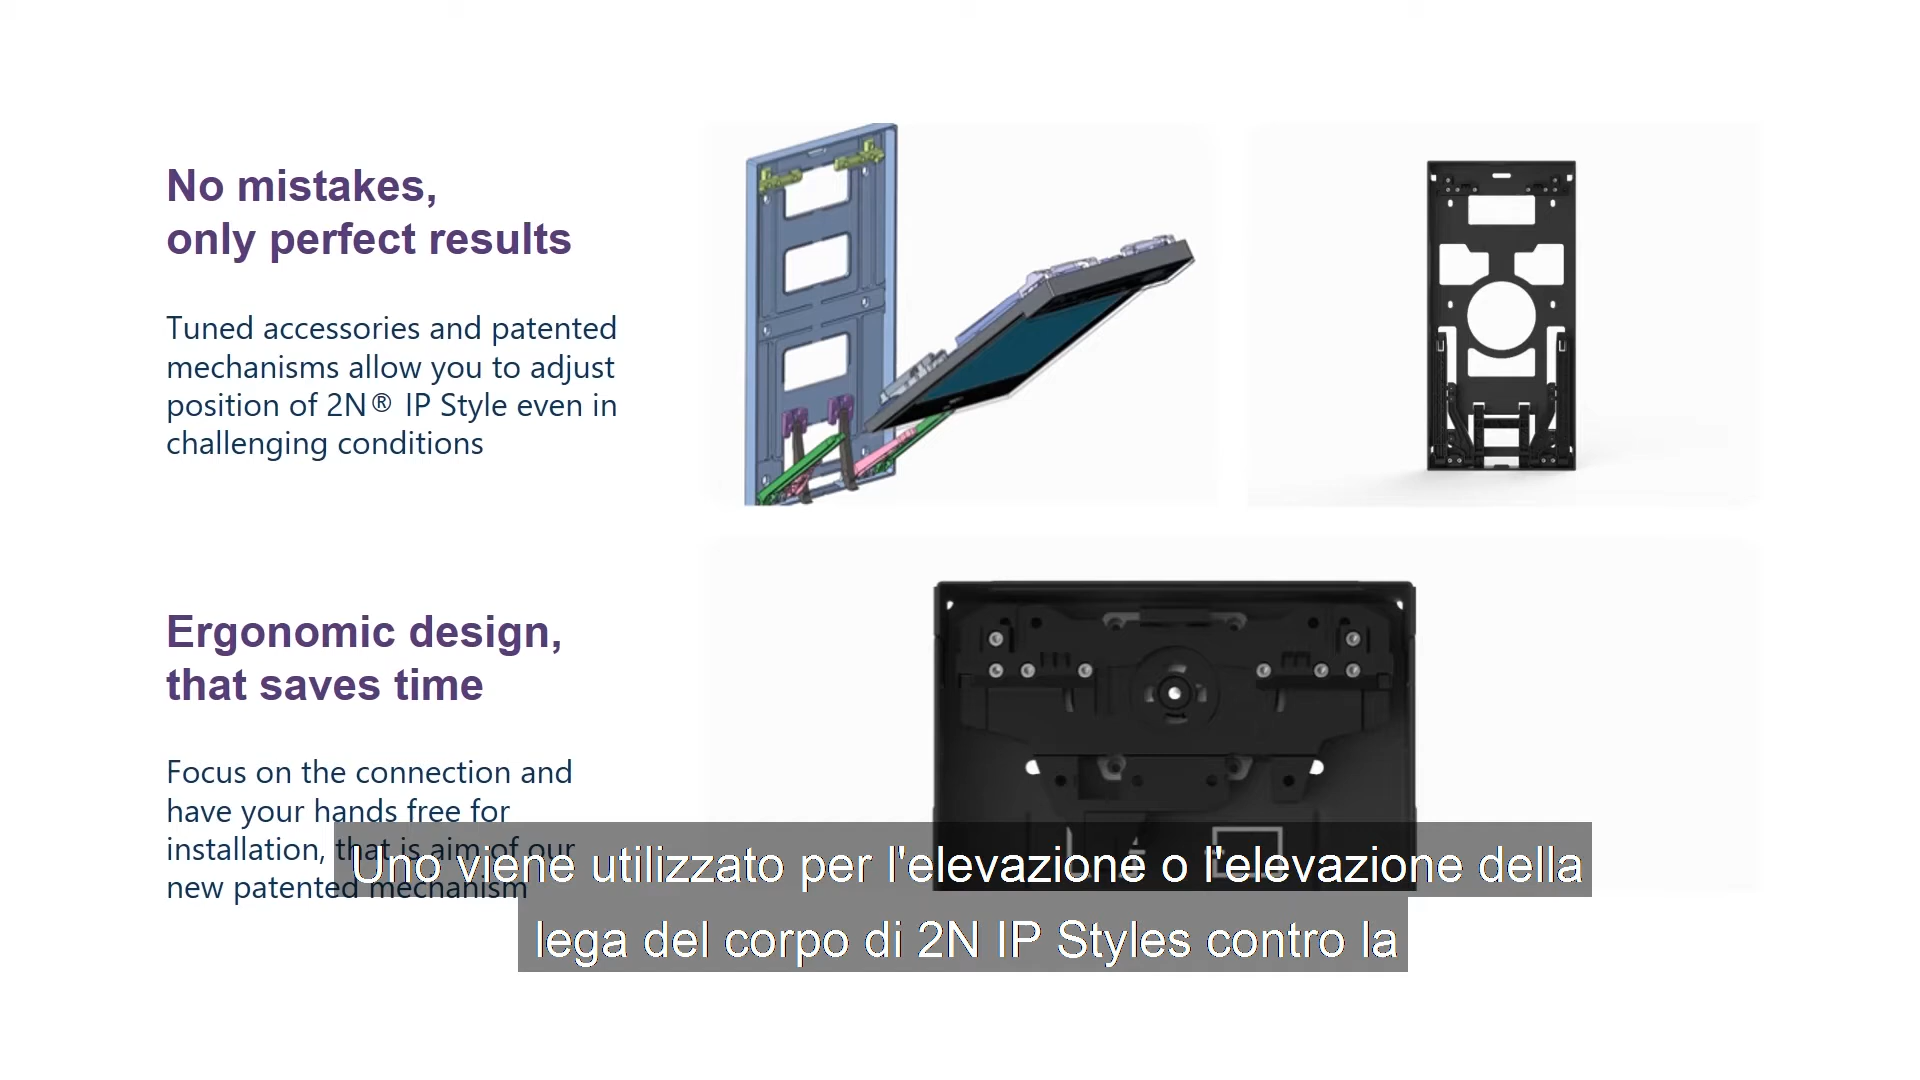 No mistakes,
only perfect results
Tuned accessories and patented
mechanisms allow you to adjust
position of 2N® IP Style even in
challenging conditions
Ergonomic design,
that saves time
Focus on the connection and
have your hands free for
installation, that is aim of our
new patented mechanism
Uno viene utilizzato per l'elevazione o l'elevazione della
lega del corpo di 2N IP Styles contro la